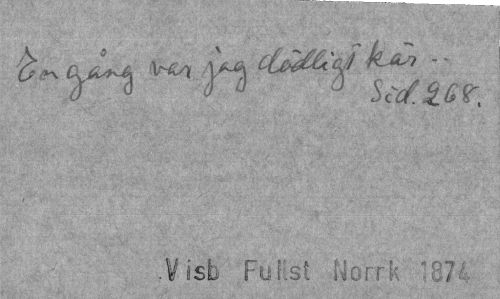 En gång var jag dödligt kär..
Sid. 268.
Visb Fullst Norrk 1874